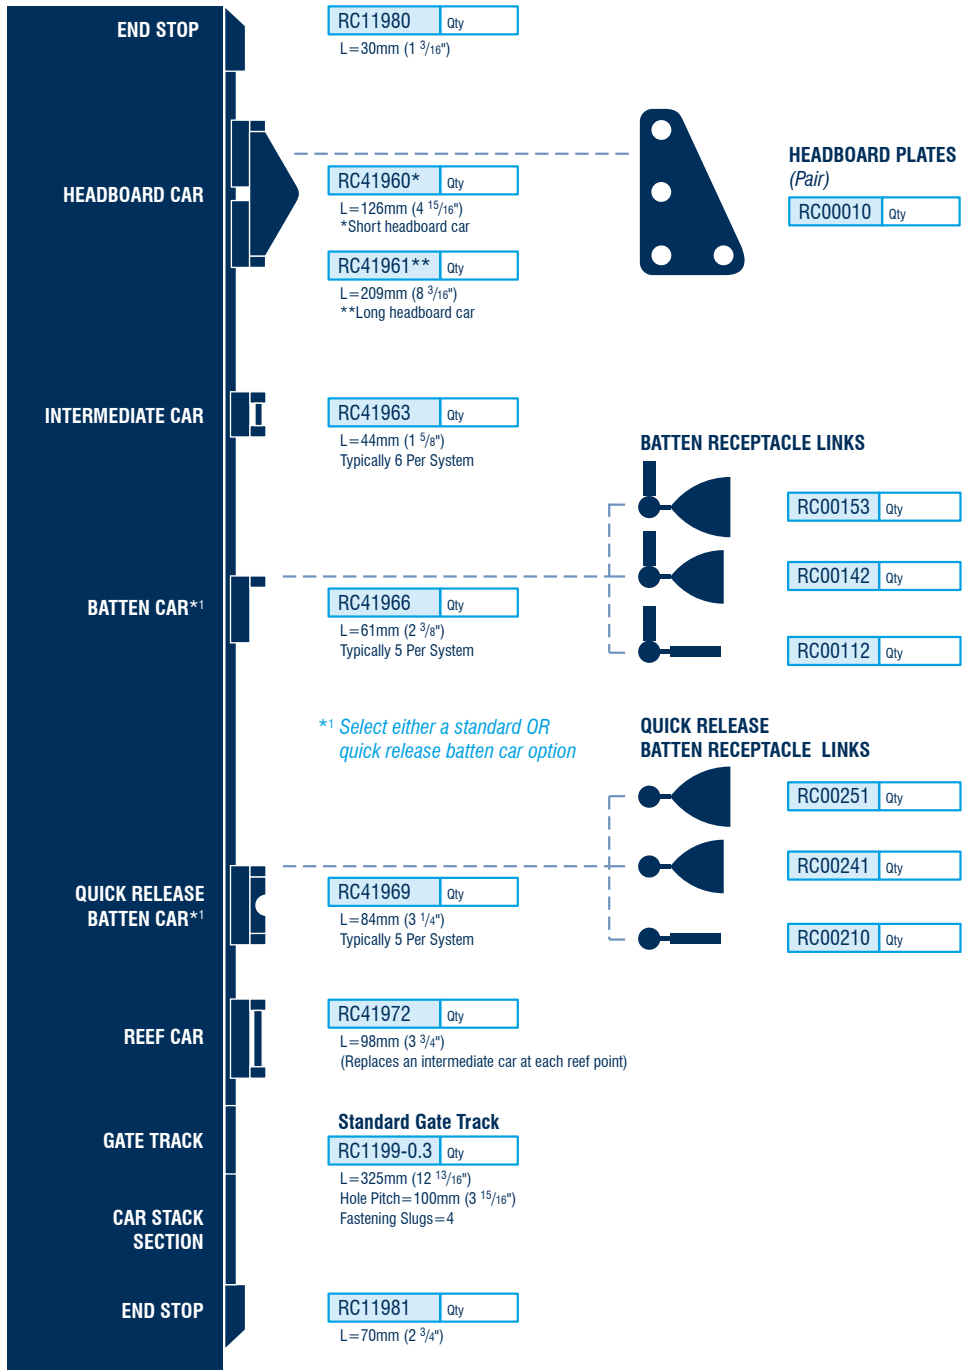 END STOP
RC11980 Qty
L=30mm (1 3/16")
HEADBOARD CAR
RC41960* Qty
L=126mm (4 15/16")
*Short headboard car
RC41961** Qty
L=209mm (8 3/16")
**Long headboard car
HEADBOARD PLATES
(Pair)
RC00010 Qty
INTERMEDIATE CAR
RC41963 Qty
L=44mm (1 5/8")
Typically 6 Per System
BATTEN RECEPTACLE LINKS
RC00153 Qty
RC00142 Qty
RC00112 Qty
BATTEN CAR*1
RC41966 Qty
L=61mm (2 3/8")
Typically 5 Per System
*1 Select either a standard OR
quick release batten car option
QUICK RELEASE
BATTEN RECEPTACLE LINKS
RC00251 Qty
RC00241 Qty
RC00210 Qty
QUICK RELEASE
BATTEN CAR*1
RC41969 Qty
L=84mm (3 1/4")
Typically 5 Per System
REEF CAR
RC41972 Qty
L=98mm (3 3/4")
(Replaces an intermediate car at each reef point)
GATE TRACK
Standard Gate Track
RC1199-0.3 Qty
L=325mm (12 13/16")
Hole Pitch=100mm (3 15/16")
Fastening Slugs=4
CAR STACK
SECTION
END STOP
RC11981 Qty
L=70mm (2 3/4")